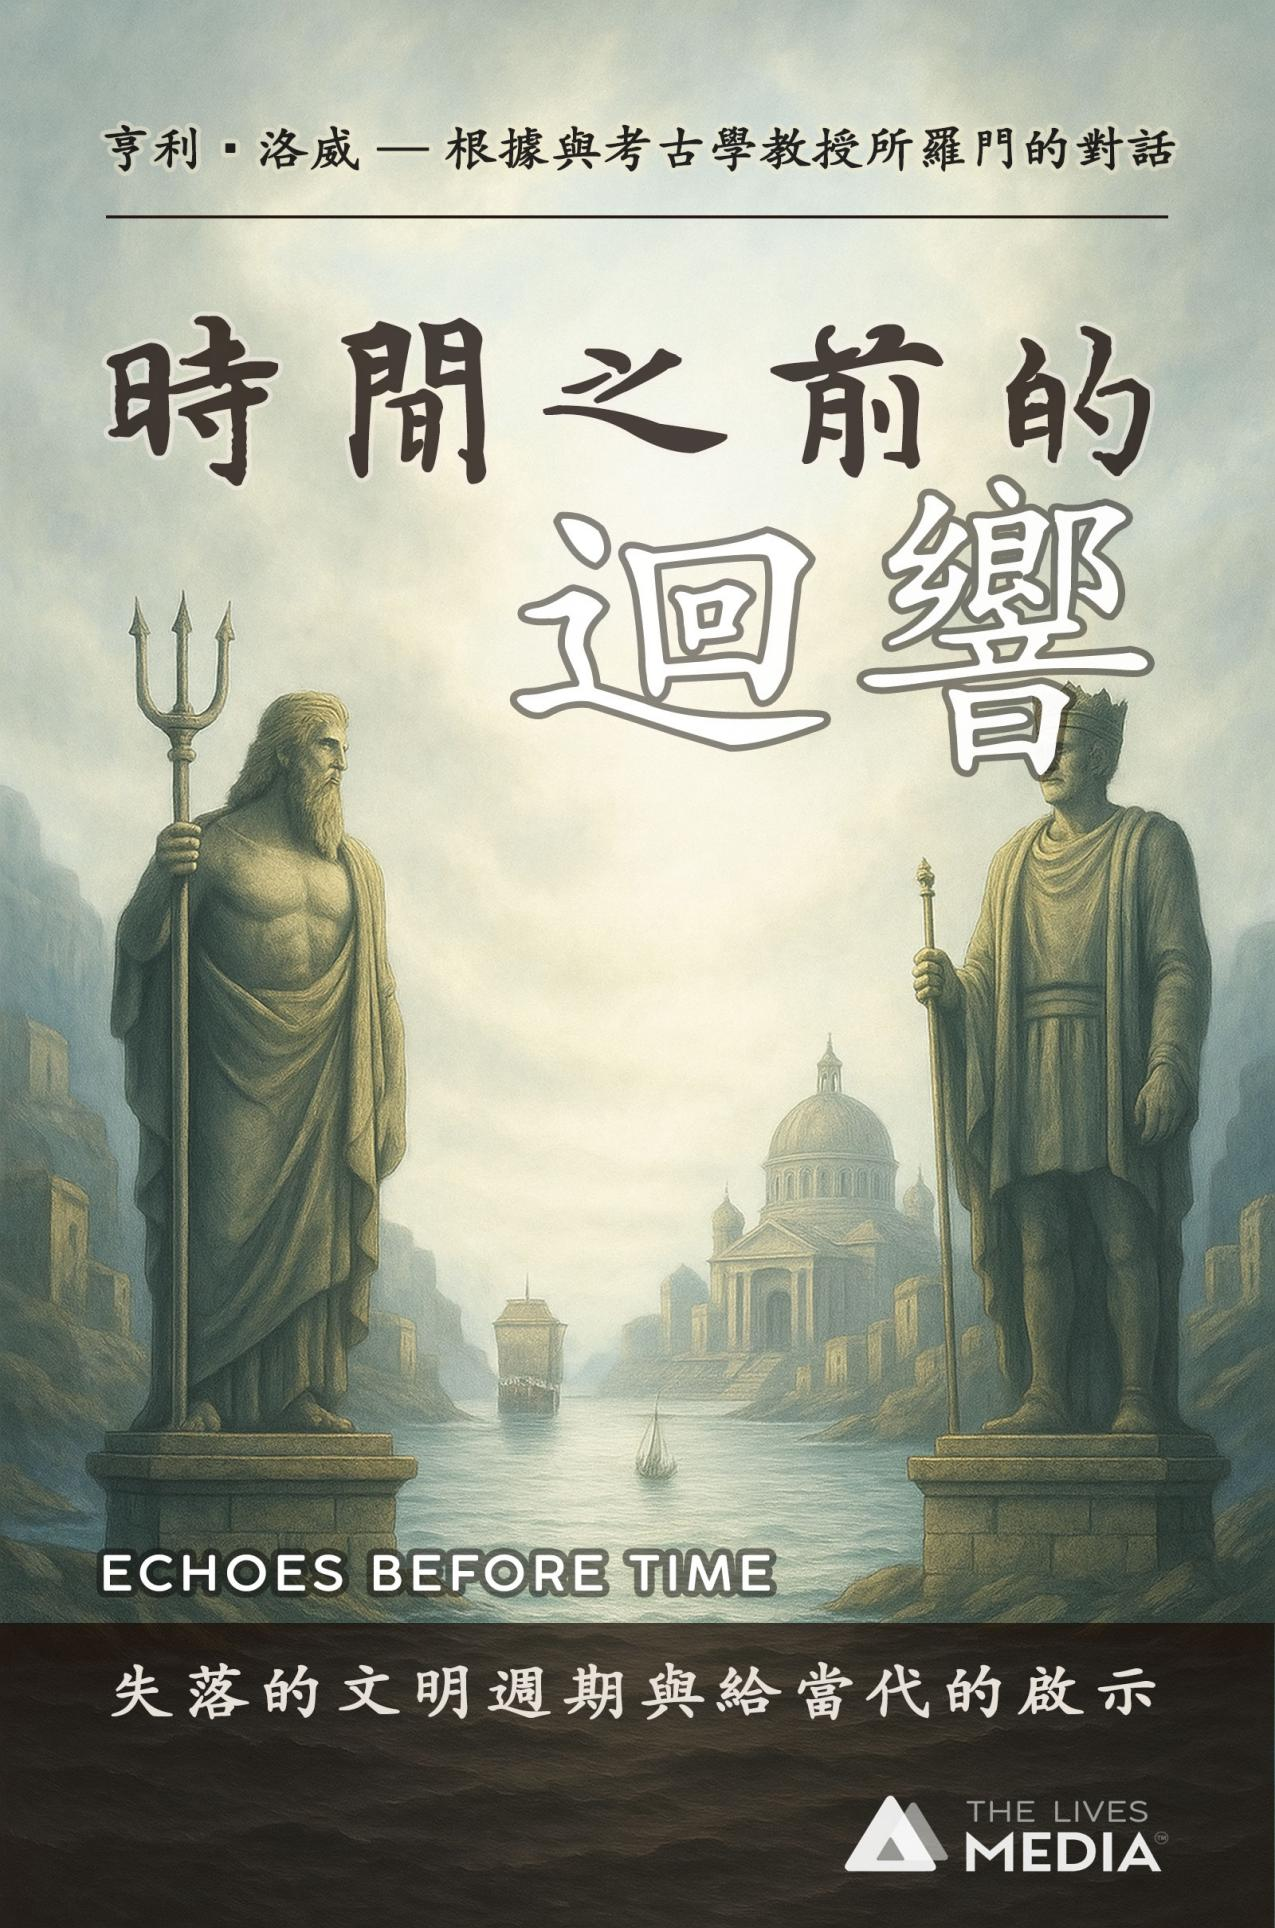 亨利▪洛威 — 根據與考古學教授所羅門的對話
時間之前的
迴響
ECHOES BEFORE TIME
失落的文明週期與給當代的啟示
THE LIVES
MEDIA™